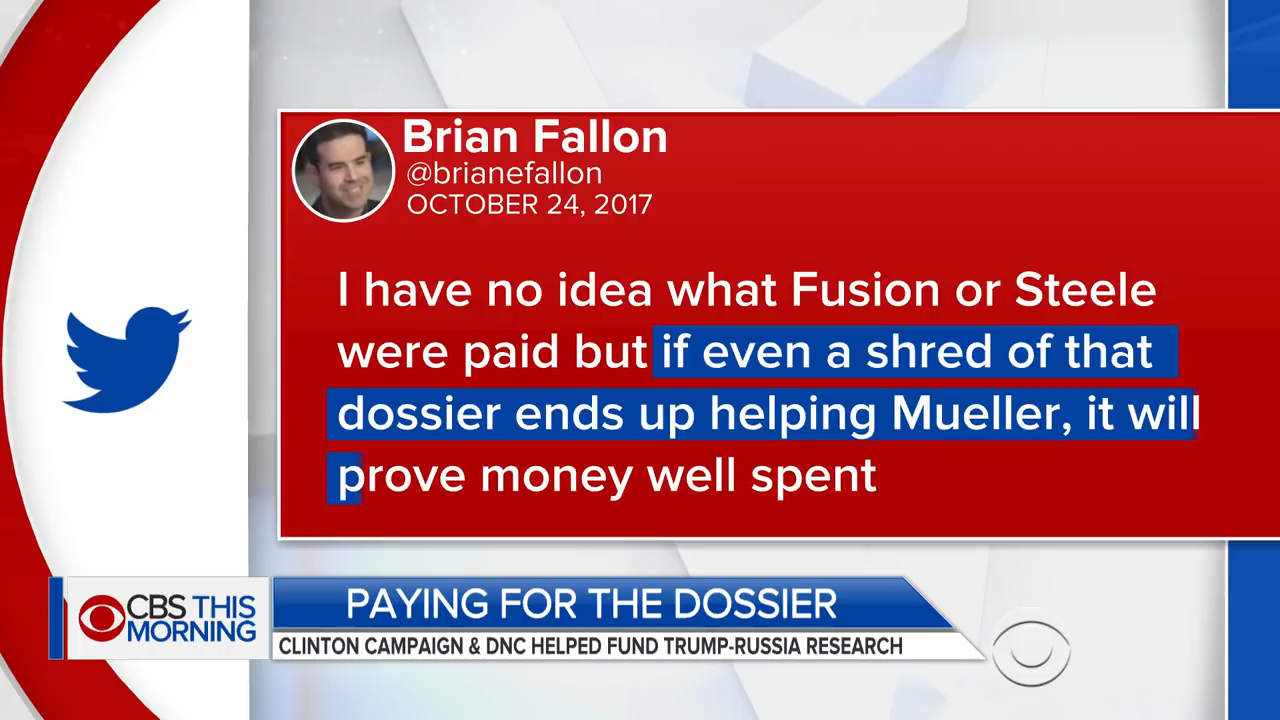 Brian Fallon
@brianefallon
OCTOBER 24, 2017
I have no idea what Fusion or Steele
were paid but if even a shred of that
dossier ends up helping Mueller, it will
prove money well spent
CBS THIS
MORNING
PAYING FOR THE DOSSIER
CLINTON CAMPAIGN & DNC HELPED FUND TRUMP-RUSSIA RESEARCH